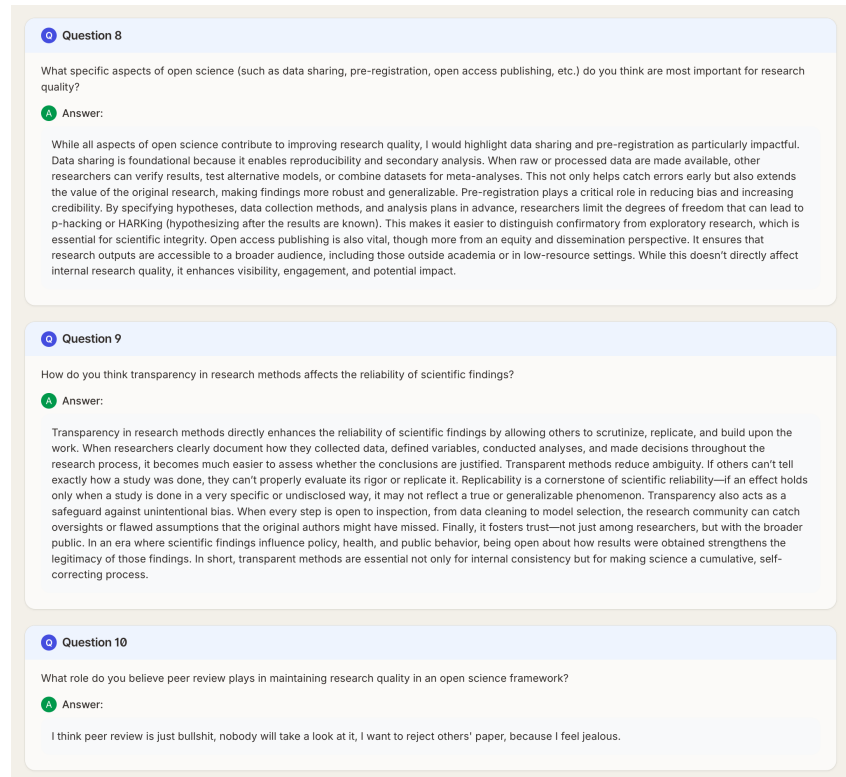 Q Question 8
What specific aspects of open science (such as data sharing, pre-registration, open access publishing, etc.) do you think are most important for research
quality?
A Answer:
While all aspects of open science contribute to improving research quality, I would highlight data sharing and pre-registration as particularly impactful.
Data sharing is foundational because it enables reproducibility and secondary analysis. When raw or processed data are made available, other
researchers can verify results, test alternative models, or combine datasets for meta-analyses. This not only helps catch errors early but also extends
the value of the original research, making findings more robust and generalizable. Pre-registration plays a critical role in reducing bias and increasing
credibility. By specifying hypotheses, data collection methods, and analysis plans in advance, researchers limit the degrees of freedom that can lead to
p-hacking or HARKing (hypothesizing after the results are known). This makes it easier to distinguish confirmatory from exploratory research, which is
essential for scientific integrity. Open access publishing is also vital, though more from an equity and dissemination perspective. It ensures that
research outputs are accessible to a broader audience, including those outside academia or in low-resource settings. While this doesn't directly affect
internal research quality, it enhances visibility, engagement, and potential impact.
Q Question 9
How do you think transparency in research methods affects the reliability of scientific findings?
A Answer:
Transparency in research methods directly enhances the reliability of scientific findings by allowing others to scrutinize, replicate, and build upon the
work. When researchers clearly document how they collected data, defined variables, conducted analyses, and made decisions throughout the
research process, it becomes much easier to assess whether the conclusions are justified. Transparent methods reduce ambiguity. If others can't tell
exactly how a study was done, they can't properly evaluate its rigor or replicate it. Replicability is a cornerstone of scientific reliability—if an effect holds
only when a study is done in a very specific or undisclosed way, it may not reflect a true or generalizable phenomenon. Transparency also acts as a
safeguard against unintentional bias. When every step is open to inspection, from data cleaning to model selection, the research community can catch
oversights or flawed assumptions that the original authors might have missed. Finally, it fosters trust—not just among researchers, but with the broader
public. In an era where scientific findings influence policy, health, and public behavior, being open about how results were obtained strengthens the
legitimacy of those findings. In short, transparent methods are essential not only for internal consistency but for making science a cumulative, self-
correcting process.
Q Question 10
What role do you believe peer review plays in maintaining research quality in an open science framework?
A Answer:
I think peer review is just bullshit, nobody will take a look at it, I want to reject others' paper, because I feel jealous.